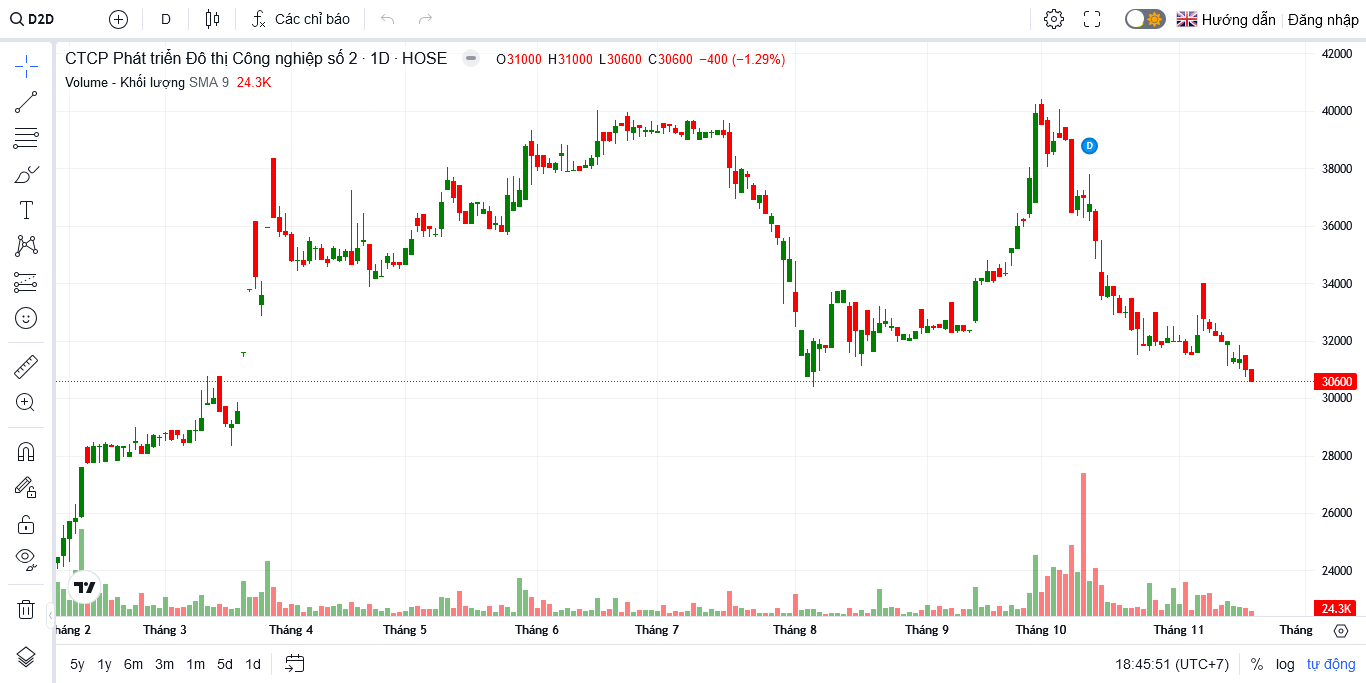 D2D D Các chỉ báo Hướng dẫn Đăng nhập
CTCP Phát triển Đô thị Công nghiệp số 2 · 1D · HOSE O31000 H31000 L30600 C30600 −400 (−1.29%)
Volume - Khối lượng SMA 9 24.3K
42000
40000
38000
36000
34000
32000
30600
30000
28000
26000
24000
24.3K
D
háng 2 Tháng 3 Tháng 4 Tháng 5 Tháng 6 Tháng 7 Tháng 8 Tháng 9 Tháng 10 Tháng 11 Tháng
5y 1y 6m 3m 1m 5d 1d 18:45:51 (UTC+7) % log tự động